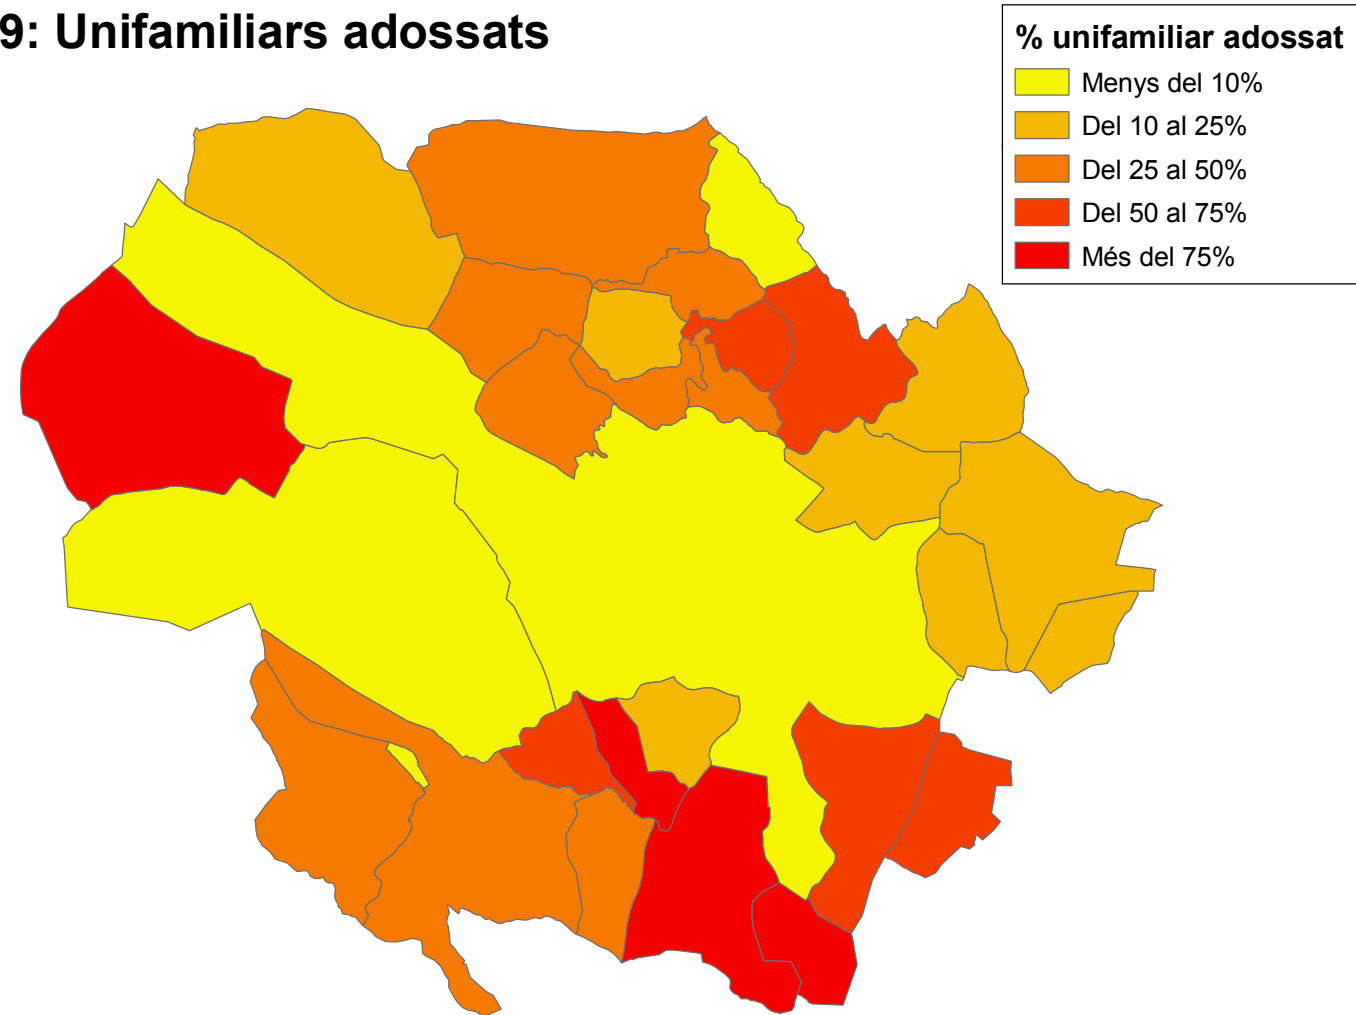 9: Unifamiliars adossats
% unifamiliar adossat
Menys del 10%
Del 10 al 25%
Del 25 al 50%
Del 50 al 75%
Més del 75%